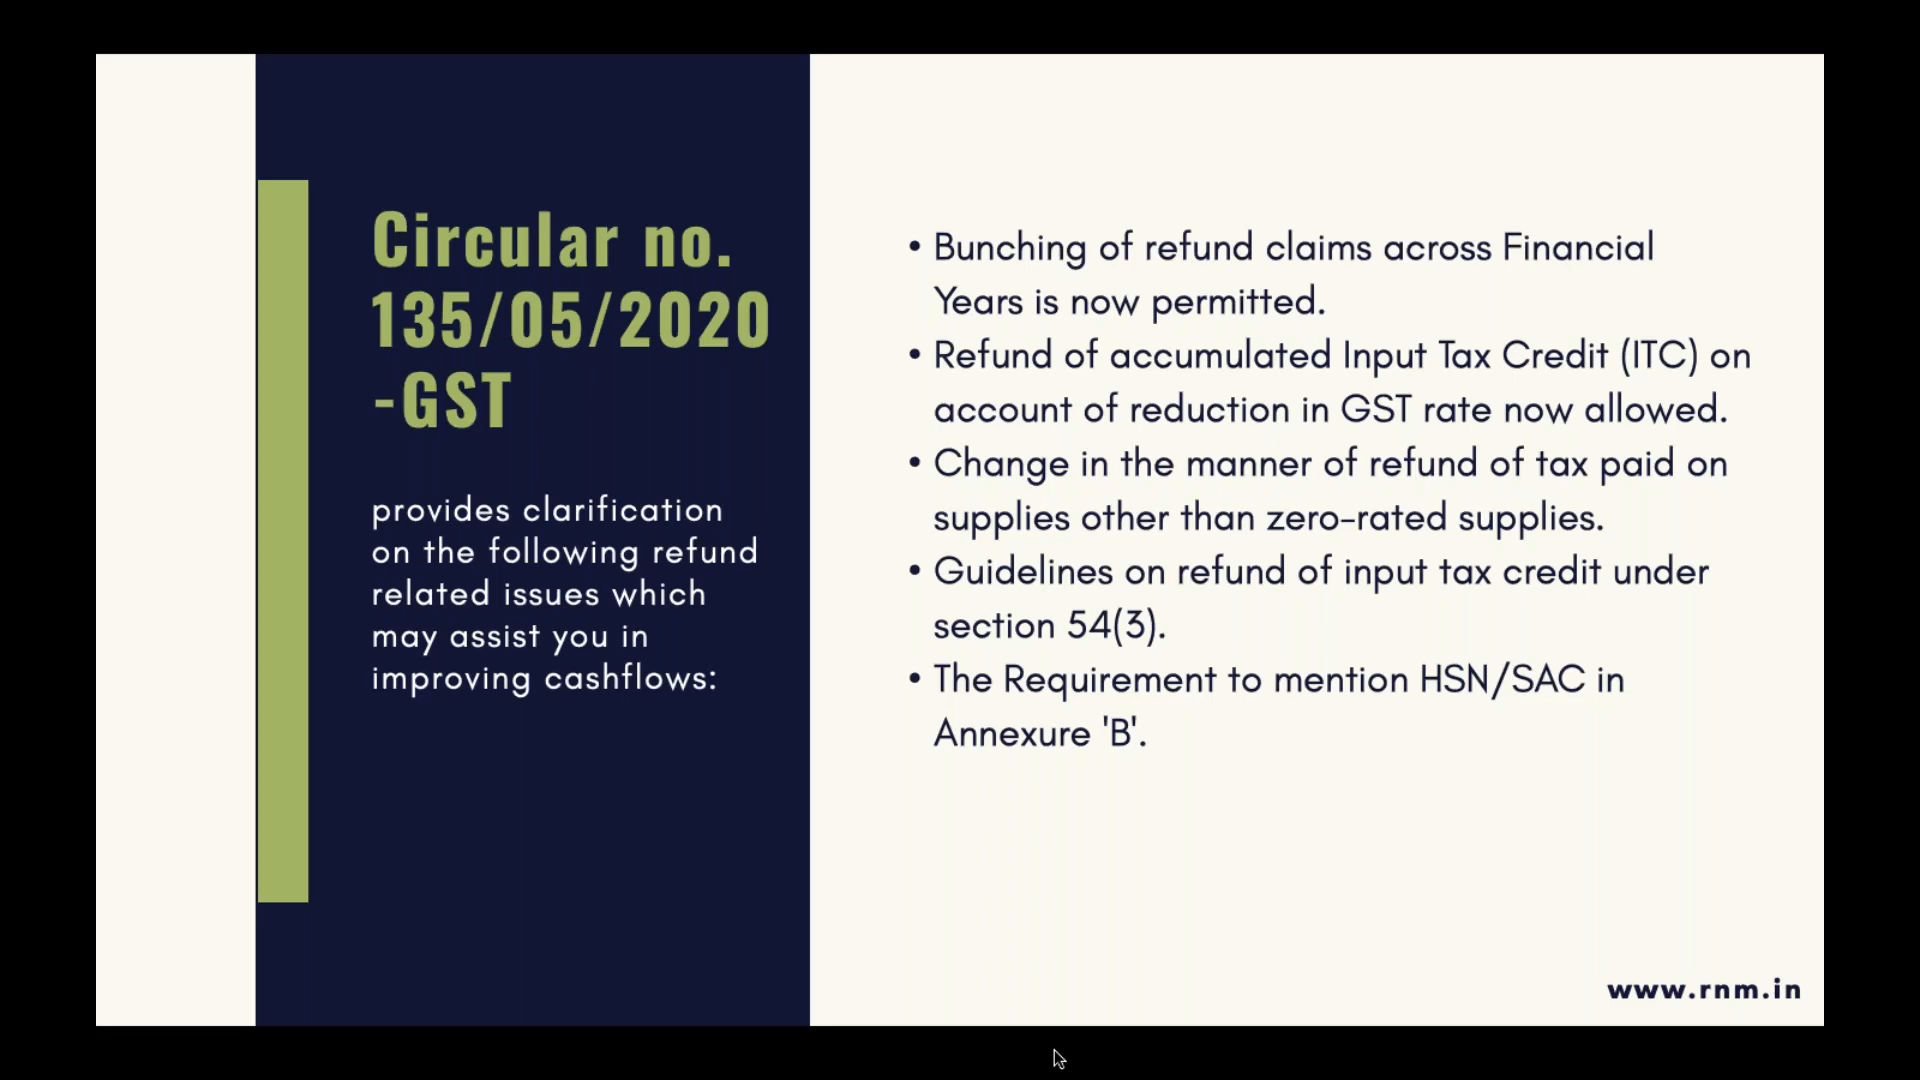 Circular no.
135/05/2020
-GST
provides clarification
on the following refund
related issues which
may assist you in
improving cashflows:
• Bunching of refund claims across Financial
Years is now permitted.
• Refund of accumulated Input Tax Credit (ITC) on
account of reduction in GST rate now allowed.
• Change in the manner of refund of tax paid on
supplies other than zero-rated supplies.
• Guidelines on refund of input tax credit under
section 54(3).
• The Requirement to mention HSN/SAC in
Annexure 'B'.
www.rnm.in